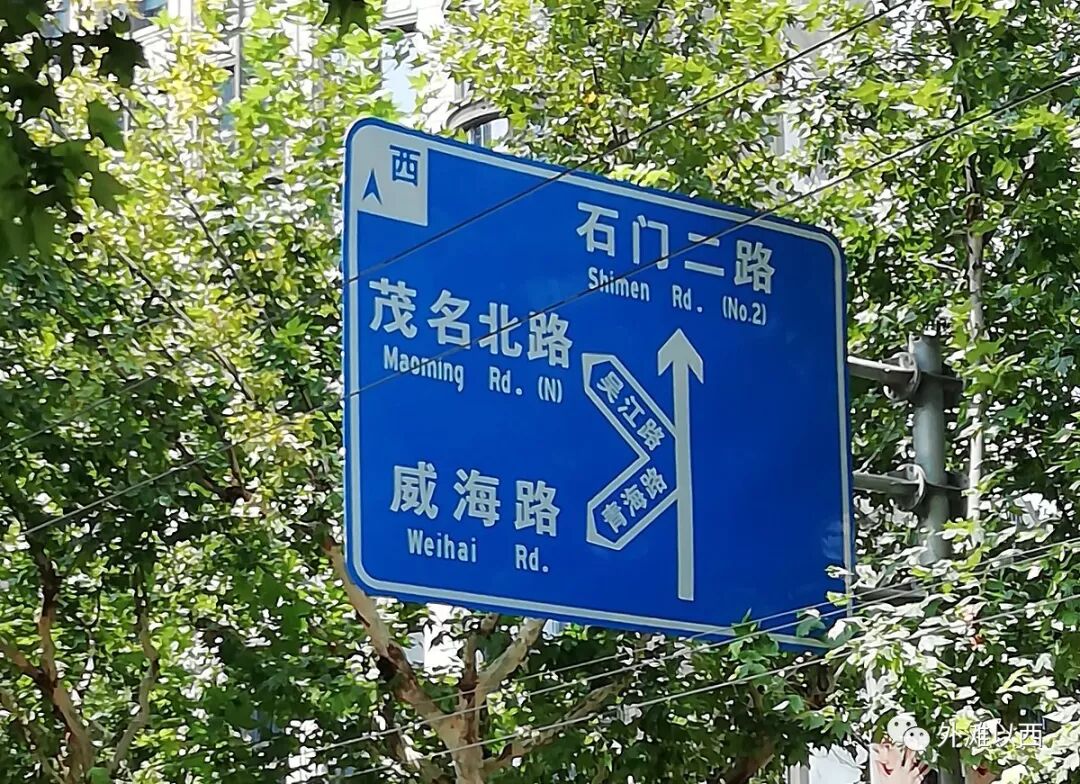 西
石门二路
Shimen Rd. (No.2)
茂名北路
Maoming Rd. (N)
吴江路
青海路
威海路
Weihai Rd.
外滩以西